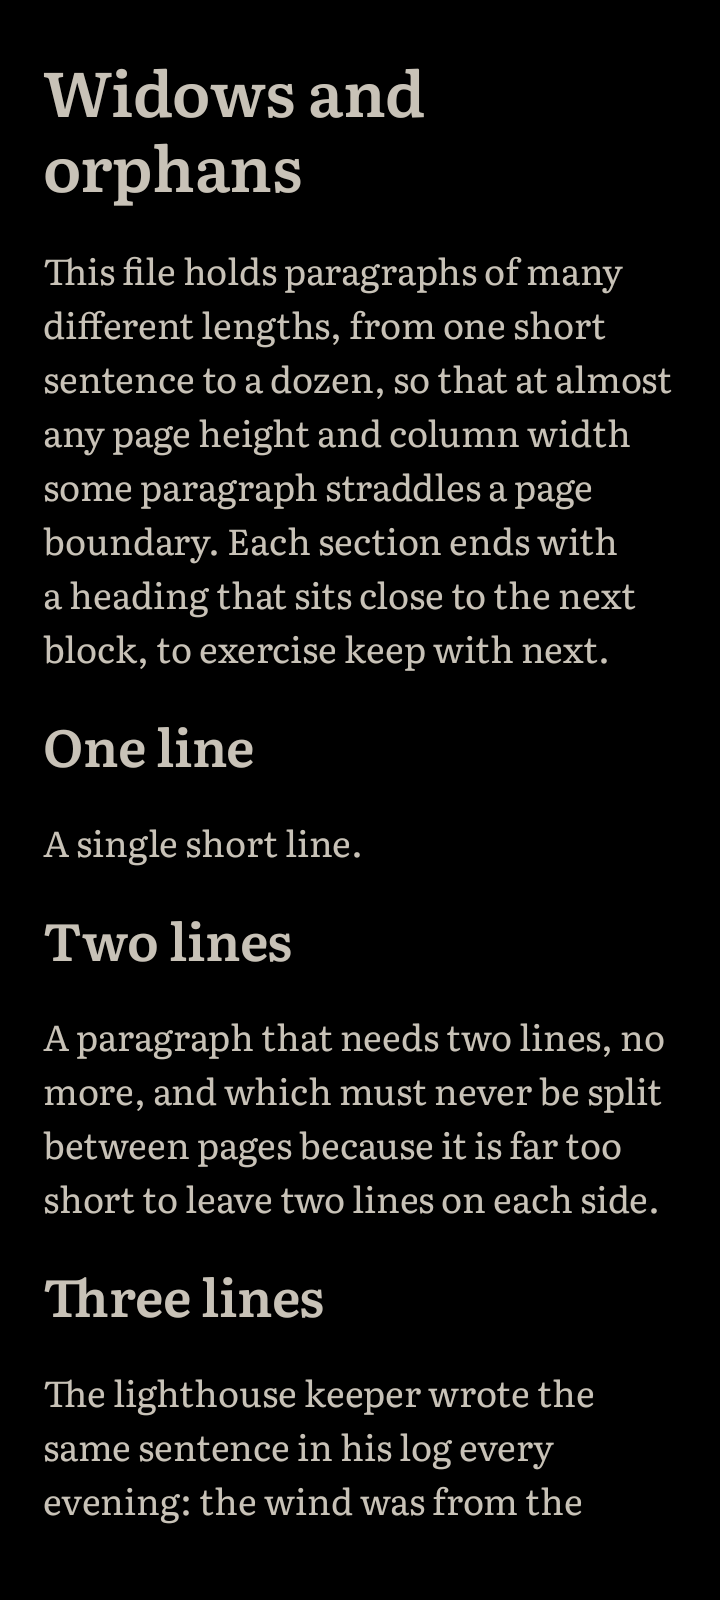 Widows and
orphans
This file holds paragraphs of many
different lengths, from one short
sentence to a dozen, so that at almost
any page height and column width
some paragraph straddles a page
boundary. Each section ends with
a heading that sits close to the next
block, to exercise keep with next.
One line
A single short line.
Two lines
A paragraph that needs two lines, no
more, and which must never be split
between pages because it is far too
short to leave two lines on each side.
Three lines
The lighthouse keeper wrote the
same sentence in his log every
evening: the wind was from the